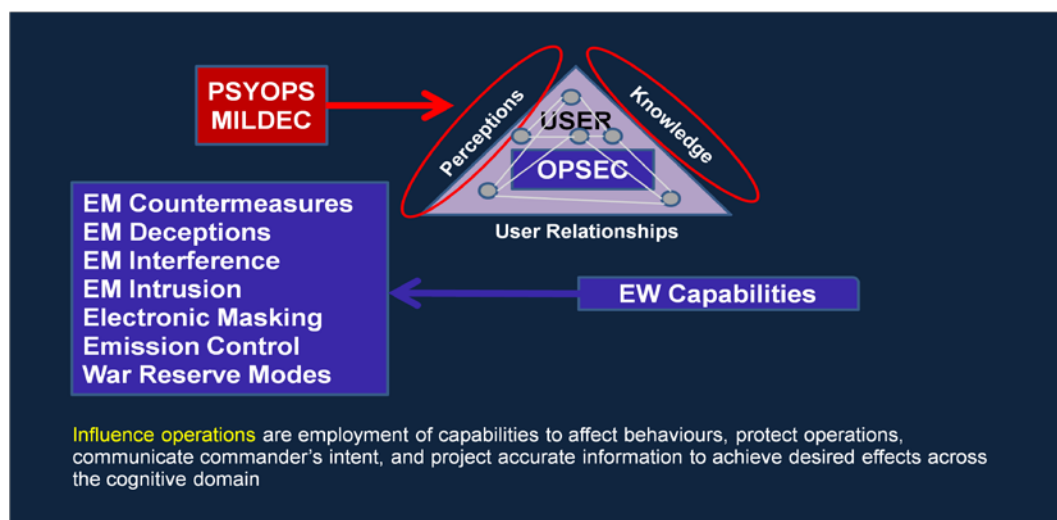 PSYOPS
MILDEC
Perceptions
USER
OPSEC
Knowledge
User Relationships
EM Countermeasures
EM Deceptions
EM Interference
EM Intrusion
Electronic Masking
Emission Control
War Reserve Modes
EW Capabilities
Influence operations are employment of capabilities to affect behaviours, protect operations,
communicate commander's intent, and project accurate information to achieve desired effects across
the cognitive domain